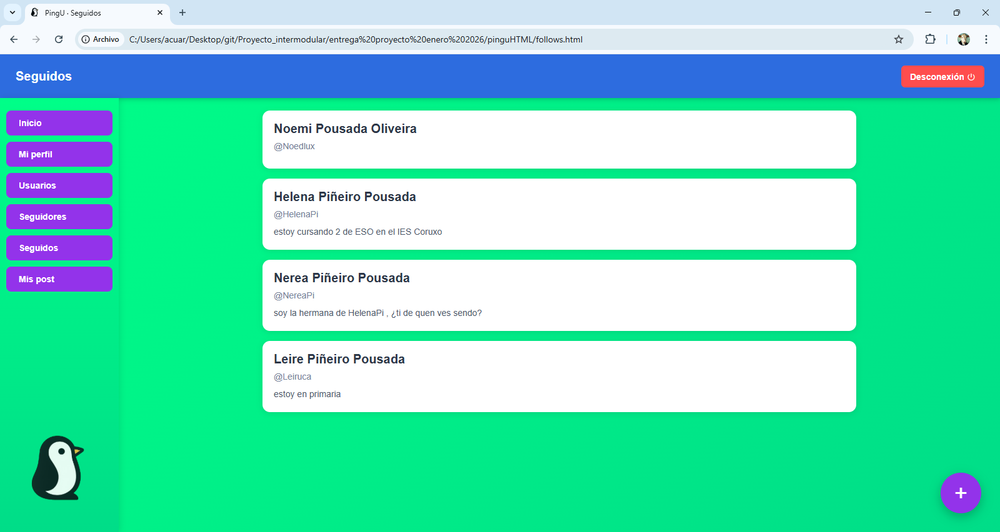 PingU · Seguidos
Archivo
C:/Users/acuar/Desktop/git/Proyecto_intermodular/entrega%20proyecto%20enero%202026/pinguHTML/follows.html
Seguidos
Desconexión
Inicio
Mi perfil
Usuarios
Seguidores
Seguidos
Mis post
Noemi Pousada Oliveira
@Noedlux
Helena Piñeiro Pousada
@HelenaPi
estoy cursando 2 de ESO en el IES Coruxo
Nerea Piñeiro Pousada
@NereaPi
soy la hermana de HelenaPi , ¿ti de quen ves sendo?
Leire Piñeiro Pousada
@Leiruca
estoy en primaria
+